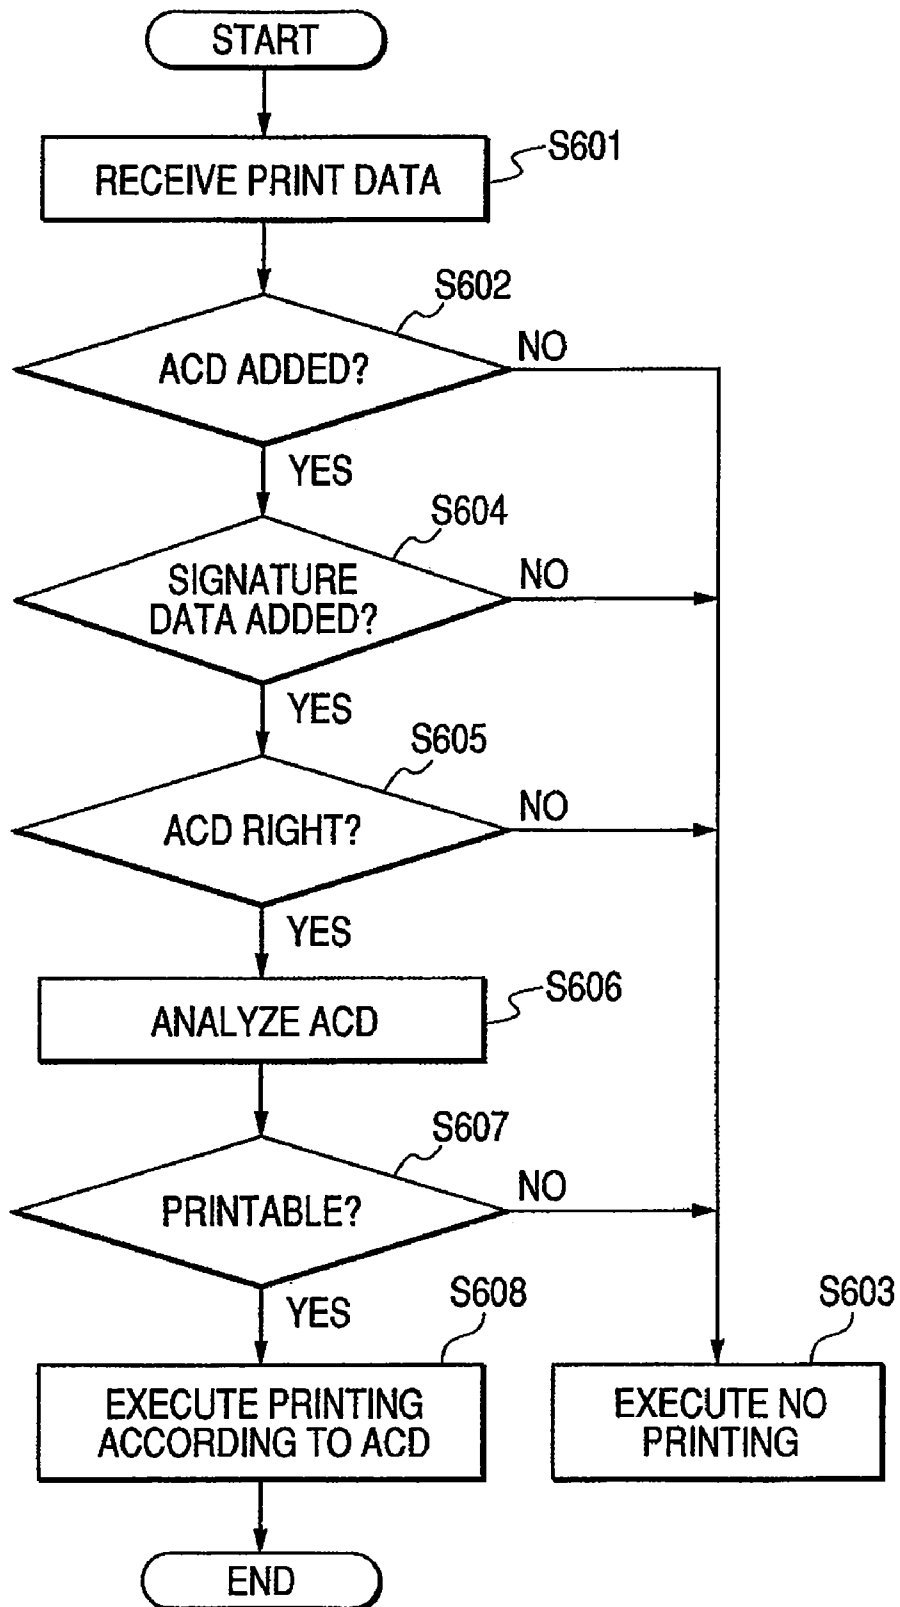 START
RECEIVE PRINT DATA
S601
S602
ACD ADDED?
NO
YES
S604
SIGNATURE
DATA ADDED?
NO
YES
S605
ACD RIGHT?
NO
YES
ANALYZE ACD
S606
S607
PRINTABLE?
NO
YES
S608
EXECUTE PRINTING
ACCORDING TO ACD
S603
EXECUTE NO
PRINTING
END